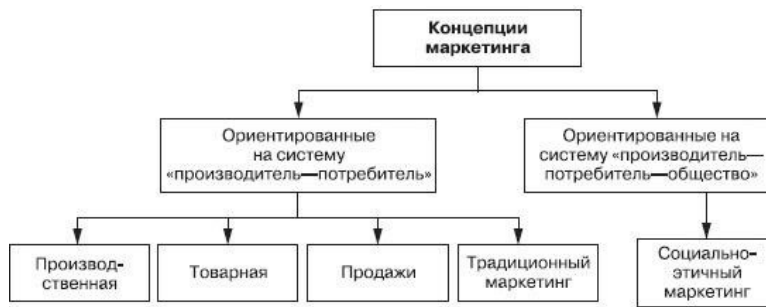 Концепции
маркетинга
Ориентированные
на систему
«производитель—потребитель»
Ориентированные на
систему «производитель—
потребитель—общество»
Производ-
ственная
Товарная
Продажи
Традиционный
маркетинг
Социально-
этичный
маркетинг